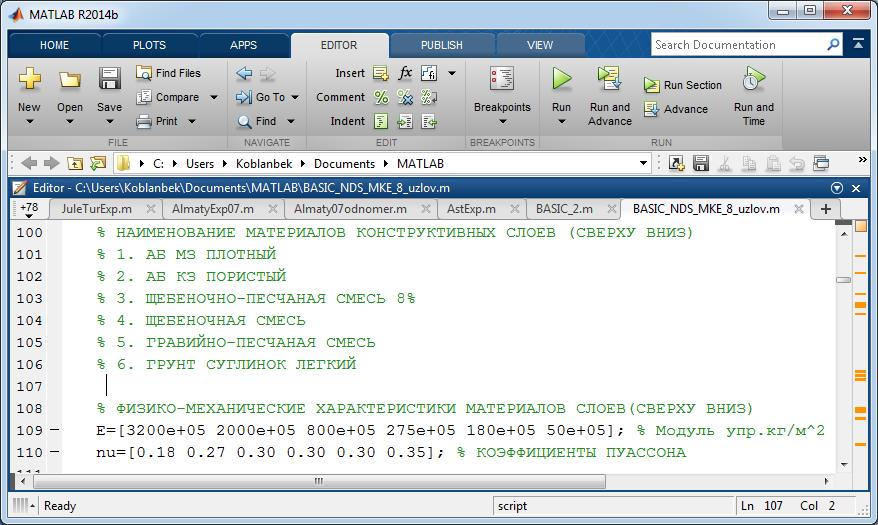 MATLAB R2014b
HOME PLOTS APPS EDITOR PUBLISH VIEW Search Documentation
New Open Save Find Files Compare Print
FILE
Go To Find
NAVIGATE
Insert fx
Comment
Indent
EDIT
Breakpoints
BREAKPOINTS
Run Run and Advance Run Section Advance Run and Time
RUN
C: Users Koblanbek Documents MATLAB
Editor - C:\Users\Koblanbek\Documents\MATLAB\BASIC_NDS_MKE_8_uzlov.m
+78 JuleTurExp.m AlmatyExp07.m Almaty07odnomer.m AstExp.m BASIC_2.m BASIC_NDS_MKE_8_uzlov.m
100 % НАИМЕНОВАНИЕ МАТЕРИАЛОВ КОНСТРУКТИВНЫХ СЛОЕВ (СВЕРХУ ВНИЗ)
101 % 1. АБ МЗ ПЛОТНЫЙ
102 % 2. АБ КЗ ПОРИСТЫЙ
103 % 3. ЩЕБЕНОЧНО-ПЕСЧАНАЯ СМЕСЬ 8%
104 % 4. ЩЕБЕНОЧНАЯ СМЕСЬ
105 % 5. ГРАВИЙНО-ПЕСЧАНАЯ СМЕСЬ
106 % 6. ГРУНТ СУГЛИНОК ЛЕГКИЙ
107
108 % ФИЗИКО-МЕХАНИЧЕСКИЕ ХАРАКТЕРИСТИКИ МАТЕРИАЛОВ СЛОЕВ(СВЕРХУ ВНИЗ)
109 E=[3200e+05 2000e+05 800e+05 275e+05 180e+05 50e+05]; % Модуль упр.кг/м^2
110 nu=[0.18 0.27 0.30 0.30 0.30 0.35]; % КОЭФФИЦИЕНТЫ ПУАССОНА
Ready script Ln 107 Col 2